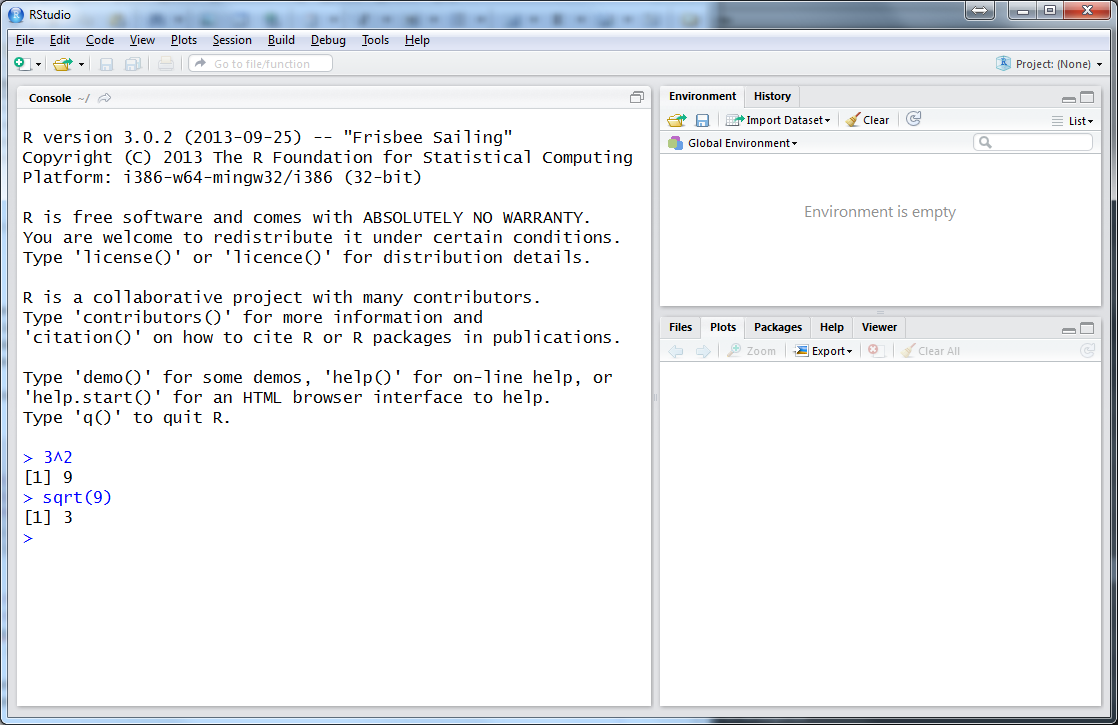 RStudio
File Edit Code View Plots Session Build Debug Tools Help
Go to file/function
Project: (None)
Console ~/
R version 3.0.2 (2013-09-25) -- "Frisbee Sailing"
Copyright (C) 2013 The R Foundation for Statistical Computing
Platform: i386-w64-mingw32/i386 (32-bit)
R is free software and comes with ABSOLUTELY NO WARRANTY.
You are welcome to redistribute it under certain conditions.
Type 'license()' or 'licence()' for distribution details.
R is a collaborative project with many contributors.
Type 'contributors()' for more information and
'citation()' on how to cite R or R packages in publications.
Type 'demo()' for some demos, 'help()' for on-line help, or
'help.start()' for an HTML browser interface to help.
Type 'q()' to quit R.
> 3^2
[1] 9
> sqrt(9)
[1] 3
>
Environment History
Import Dataset Clear List
Global Environment
Environment is empty
Files Plots Packages Help Viewer
Zoom Export Clear All